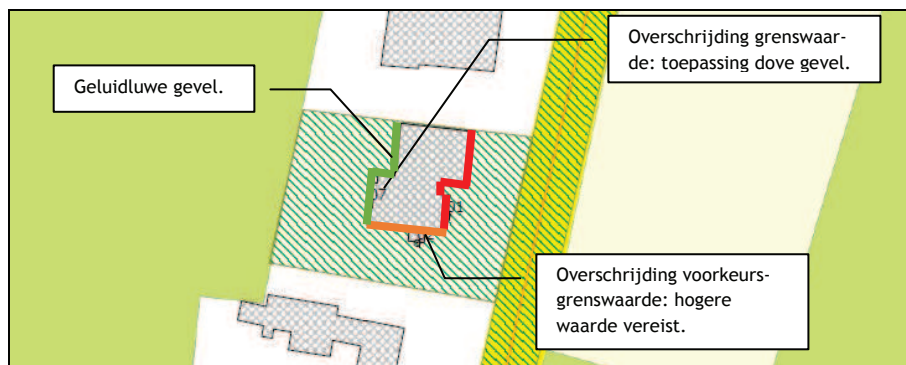 Overschrijding grenswaar-
de: toepassing dove gevel.
Geluidluwe gevel.
Overschrijding voorkeurs-
grenswaarde: hogere
waarde vereist.